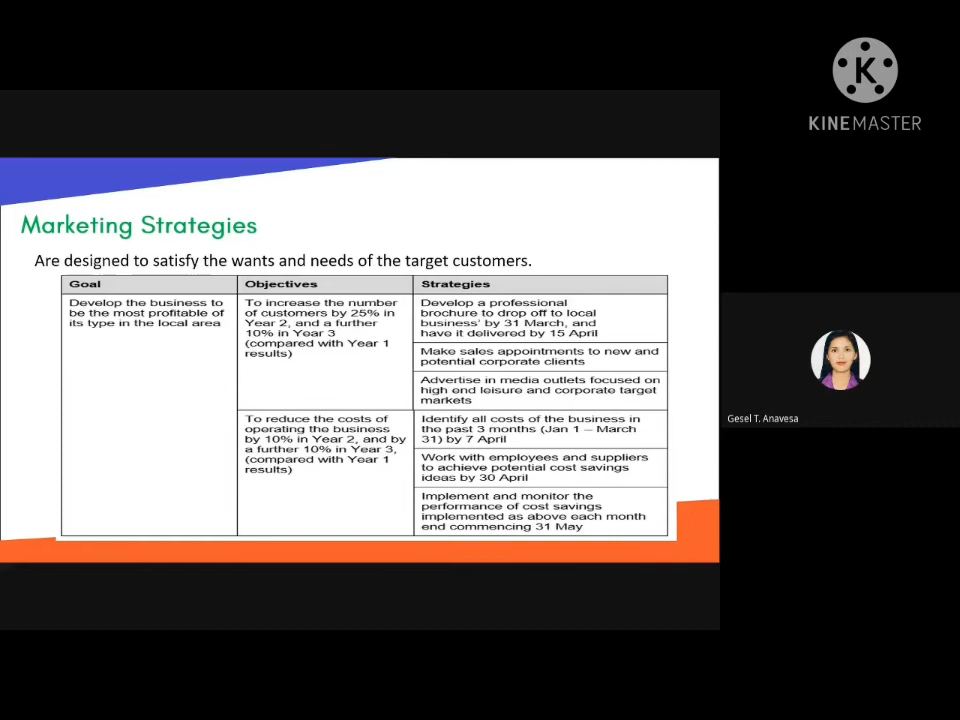 K
KINEMASTER
Marketing Strategies
Are designed to satisfy the wants and needs of the target customers.
Goal
Objectives
Strategies
Develop the business to
be the most profitable of
its type in the local area
To increase the number
of customers by 25% in
Year 2, and a further
10% in Year 3
(compared with Year 1
results)
Develop a professional
brochure to drop off to local
business' by 31 March, and
have it delivered by 15 April
Make sales appointments to new and
potential corporate clients
Advertise in media outlets focused on
high end leisure and corporate target
markets
To reduce the costs of
operating the business
by 10% in Year 2, and by
a further 10% in Year 3,
(compared with Year 1
results)
Identify all costs of the business in
the past 3 months (Jan 1 – March
31) by 7 April
Work with employees and suppliers
to achieve potential cost savings
ideas by 30 April
Implement and monitor the
performance of cost savings
implemented as above each month
end commencing 31 May
Gesel T. Anavesa